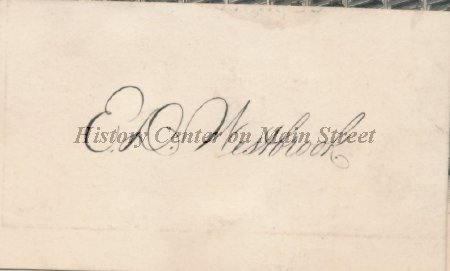 E. O. Westbrook.
History Center on Main Street